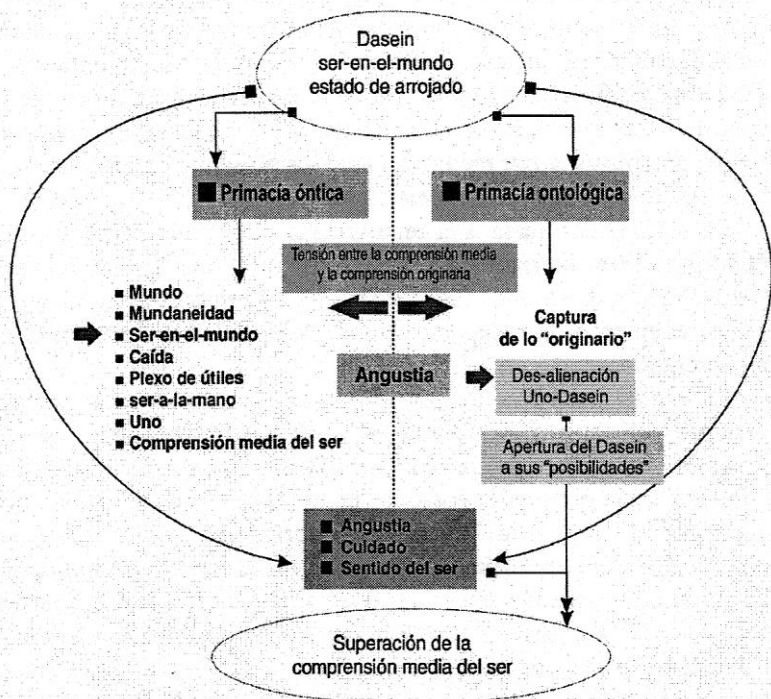 Dasein
ser-en-el-mundo
estado de arrojado
Primacía óntica
Primacía ontológica
Tensión entre la comprensión media
y la comprensión originaria
Mundo
Mundaneidad
Ser-en-el-mundo
Caída
Plexo de útiles
ser-a-la-mano
Uno
Comprensión media del ser
Captura
de lo "originario"
Angustia
Des-alienación
Uno-Dasein
Apertura del Dasein
a sus "posibilidades"
Angustia
Cuidado
Sentido del ser
Superación de la
comprensión media del ser